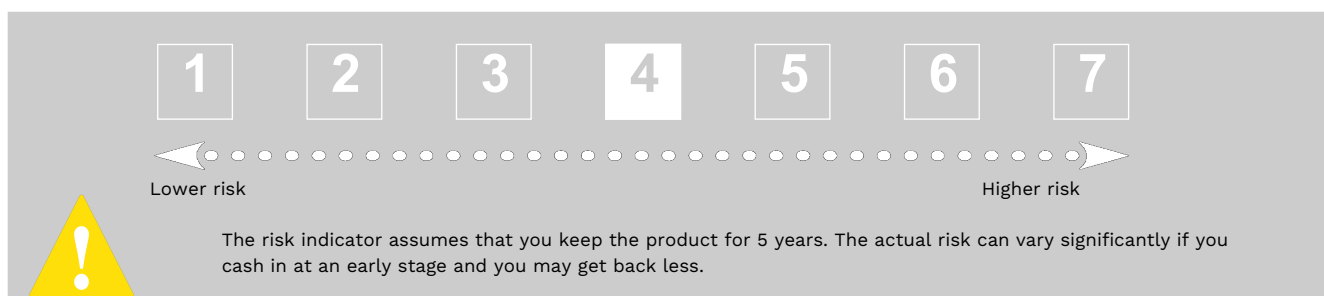 1 2 3 4 5 6 7
Lower risk Higher risk
!
The risk indicator assumes that you keep the product for 5 years. The actual risk can vary significantly if you
cash in at an early stage and you may get back less.